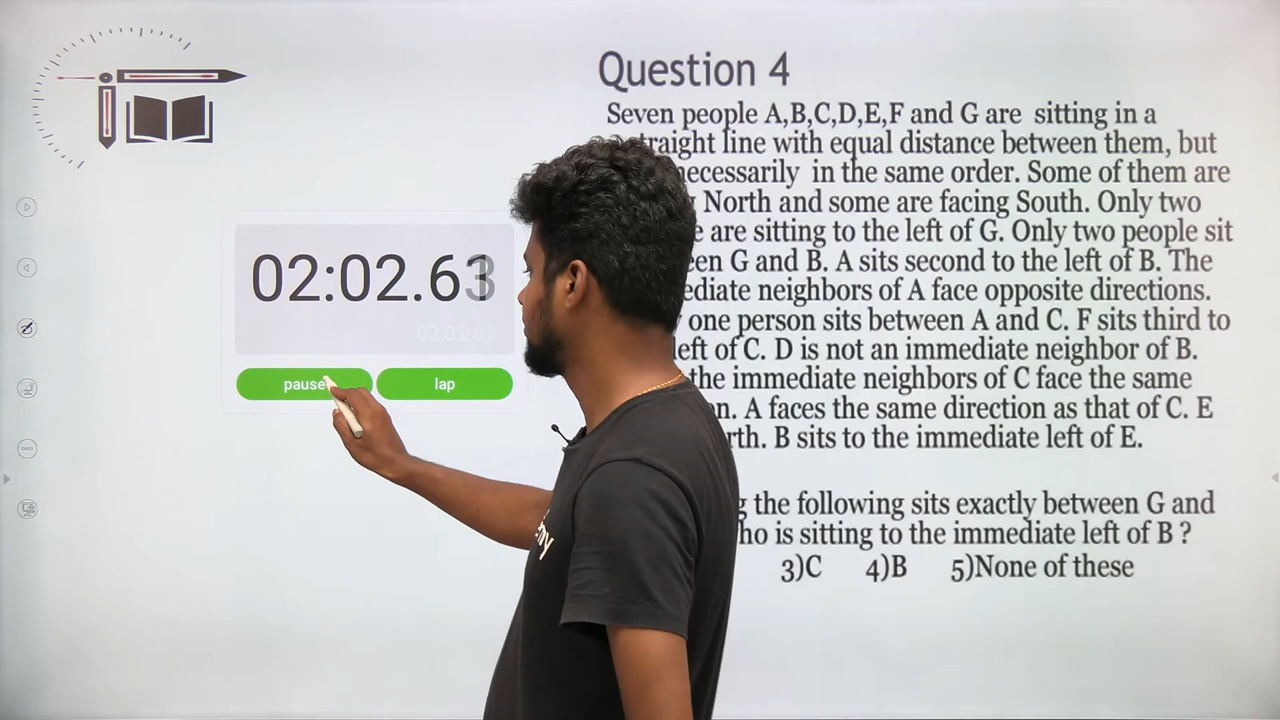 Question 4
Seven people A,B,C,D,E,F and G are sitting in a
straight line with equal distance between them, but
necessarily in the same order. Some of them are
North and some are facing South. Only two
are sitting to the left of G. Only two people sit
G and B. A sits second to the left of B. The
neighbors of A face opposite directions.
one person sits between A and C. F sits third to
left of C. D is not an immediate neighbor of B.
the immediate neighbors of C face the same
A faces the same direction as that of C. E
B sits to the immediate left of E.
the following sits exactly between G and
is sitting to the immediate left of B ?
3)C 4)B 5)None of these
02:02.63
pause lap